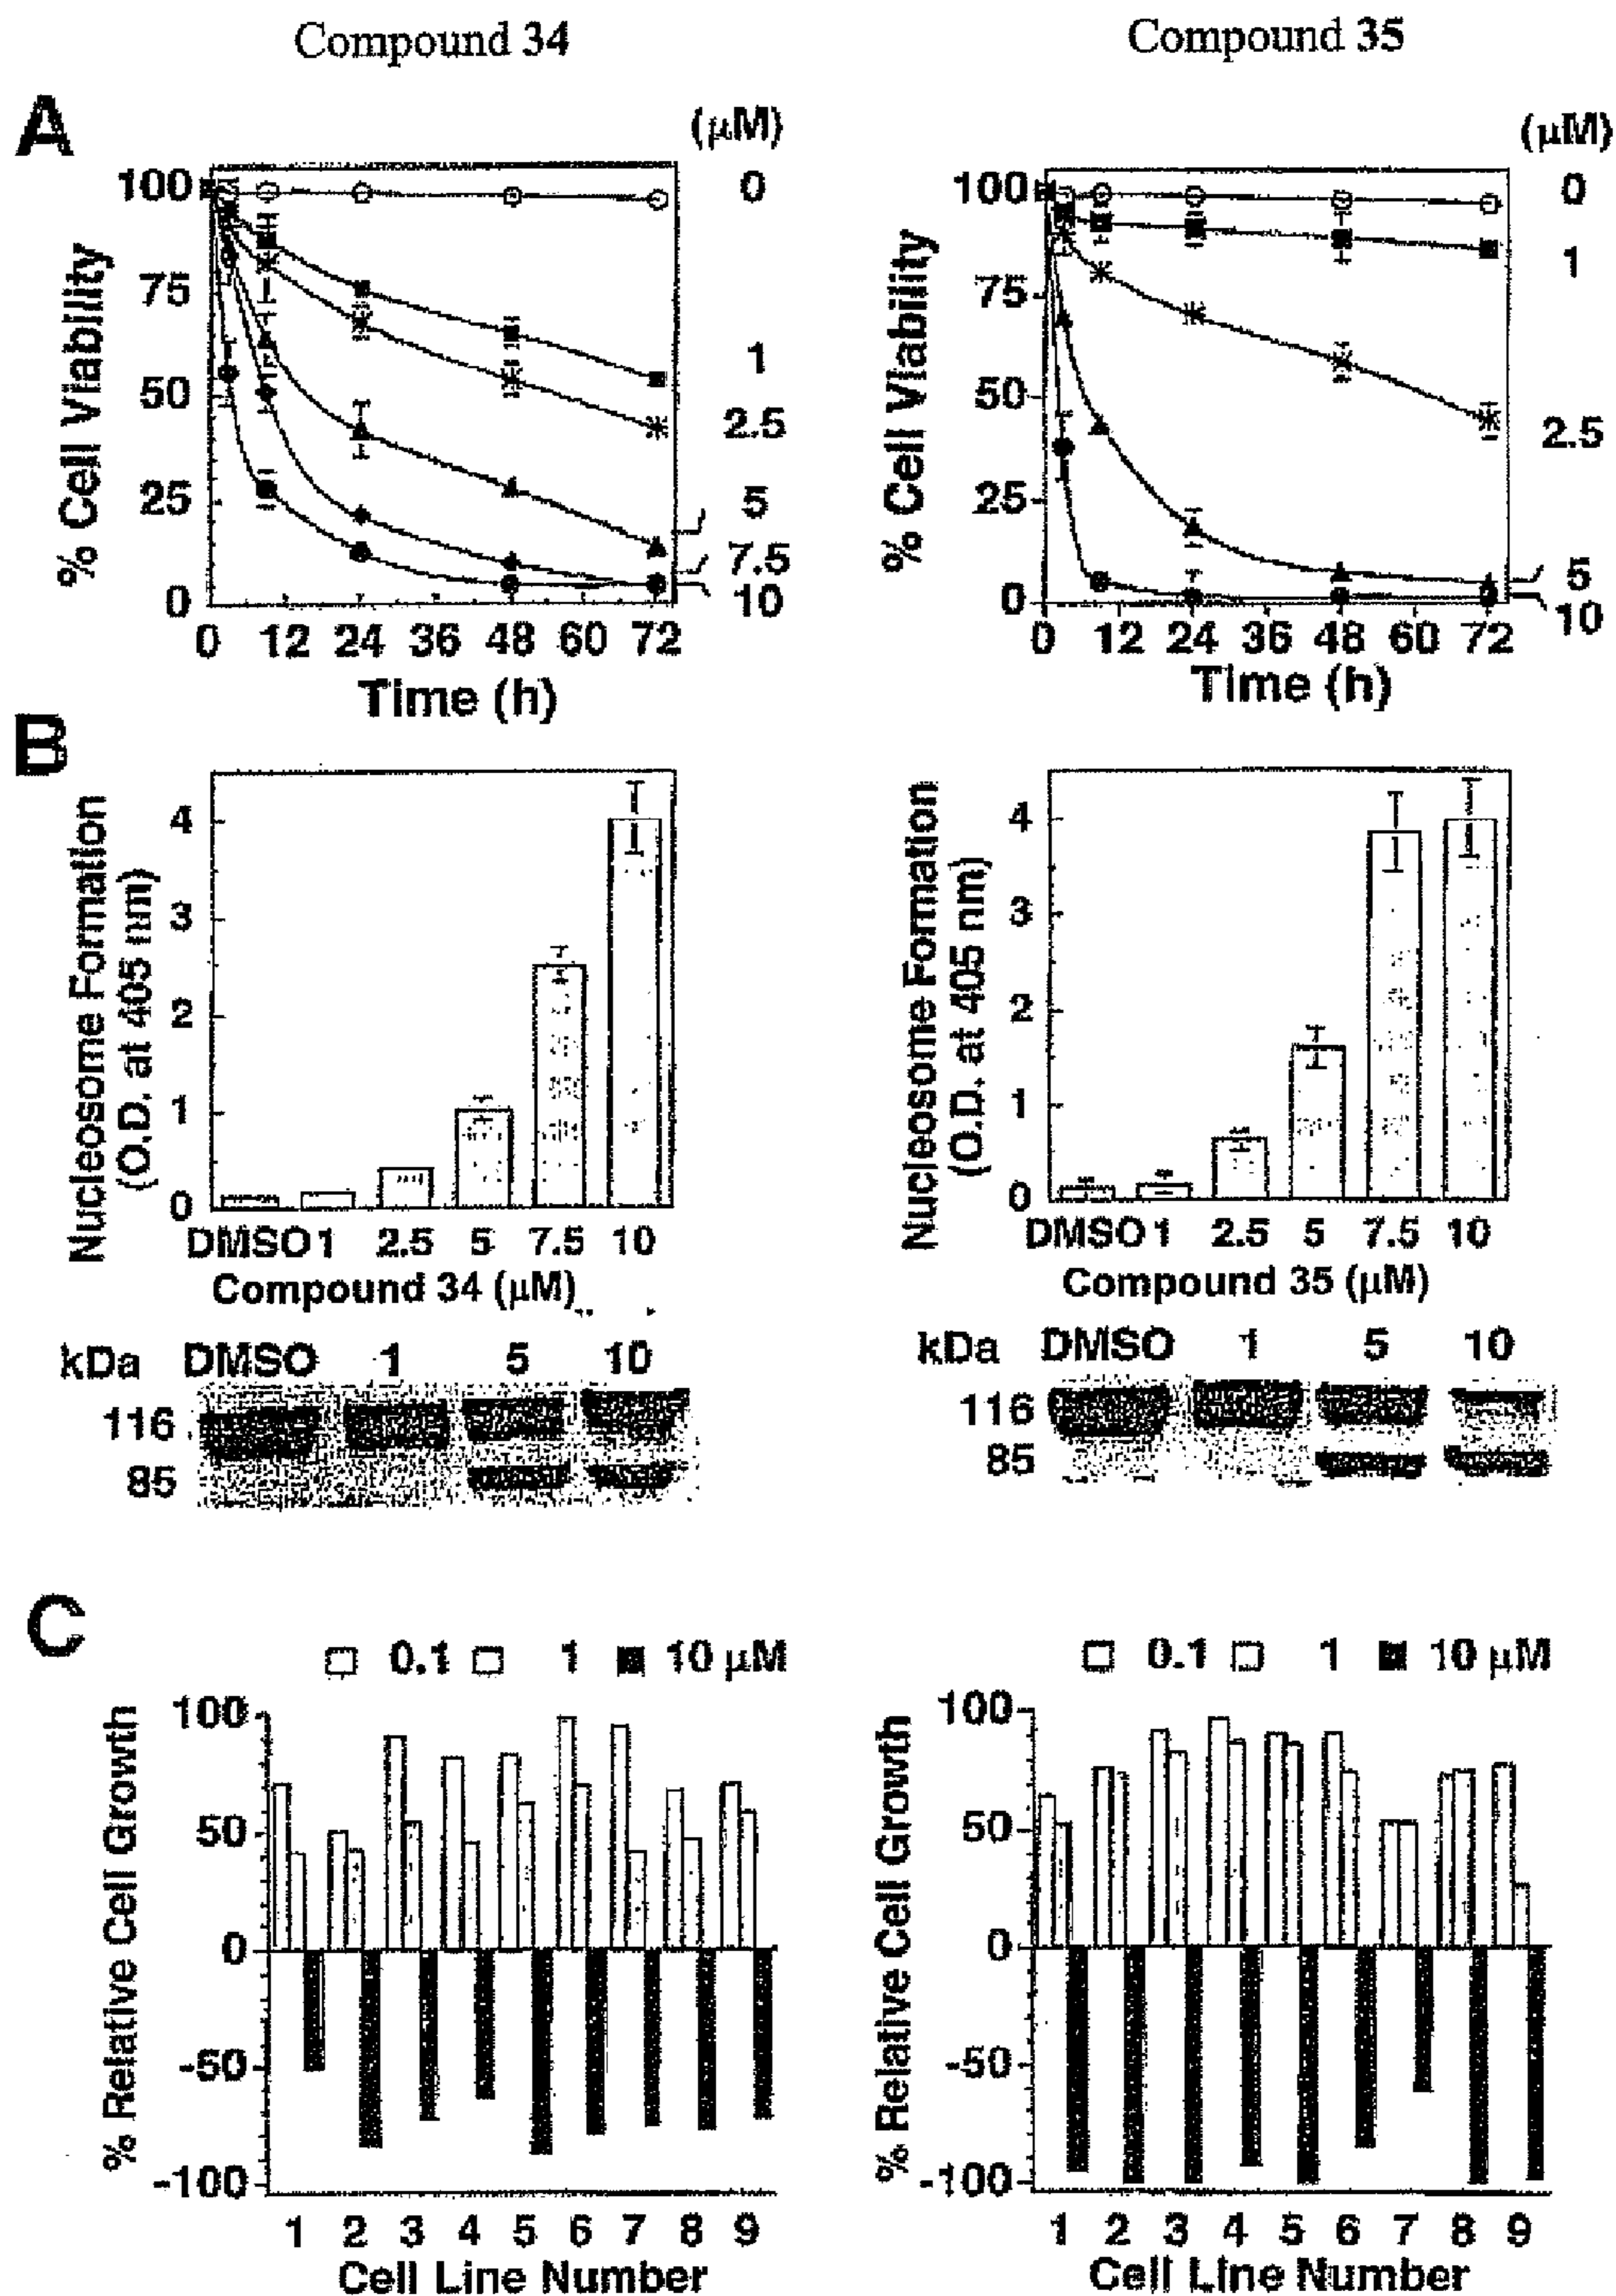 Compound 34
Compound 35
A
(μM)
% Cell Viability
100
75
50
25
0
0 12 24 36 48 60 72
Time (h)
0
1
2.5
5
7.5
10
(μM)
% Cell Viability
100
75
50
25
0
0 12 24 36 48 60 72
Time (h)
0
1
2.5
5
10
B
Nucleosome Formation
(O.D. at 405 nm)
4
3
2
1
0
DMSO 1 2.5 5 7.5 10
Compound 34 (μM)
Nucleosome Formation
(O.D. at 405 nm)
4
3
2
1
0
DMSO 1 2.5 5 7.5 10
Compound 35 (μM)
kDa DMSO 1 5 10
116
85
kDa DMSO 1 5 10
116
85
C
0.1 1 10 μM
% Relative Cell Growth
100
50
0
-50
-100
1 2 3 4 5 6 7 8 9
Cell Line Number
0.1 1 10 μM
% Relative Cell Growth
100
50
0
-50
-100
1 2 3 4 5 6 7 8 9
Cell Line Number